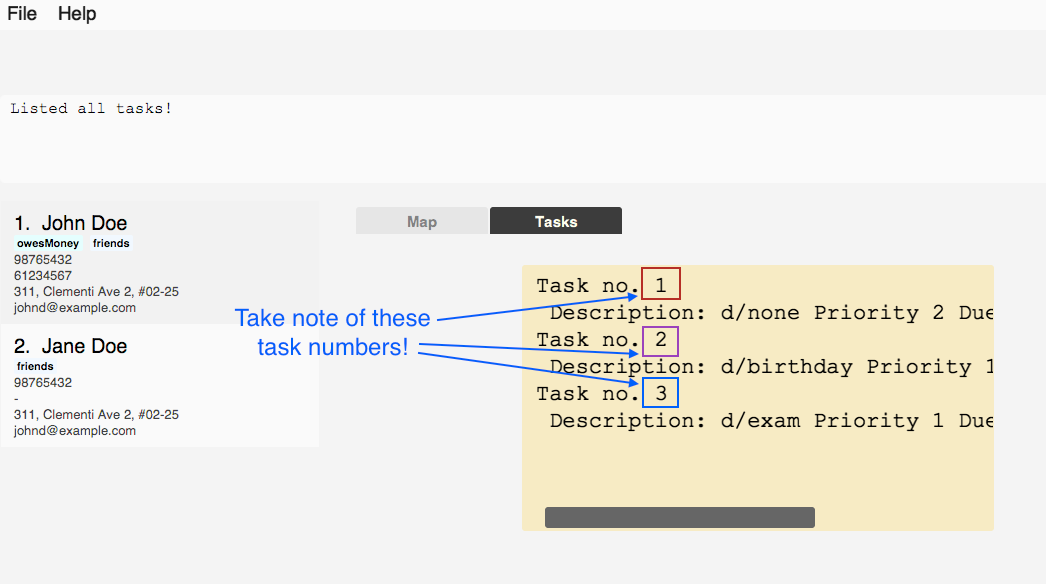 File Help
Listed all tasks!
1. John Doe
owesMoney friends
98765432
61234567
311, Clementi Ave 2, #02-25
johnd@example.com
2. Jane Doe
friends
98765432
-
311, Clementi Ave 2, #02-25
johnd@example.com
Map Tasks
Take note of these
task numbers!
Task no. 1
Description: d/none Priority 2 Due
Task no. 2
Description: d/birthday Priority 1
Task no. 3
Description: d/exam Priority 1 Due